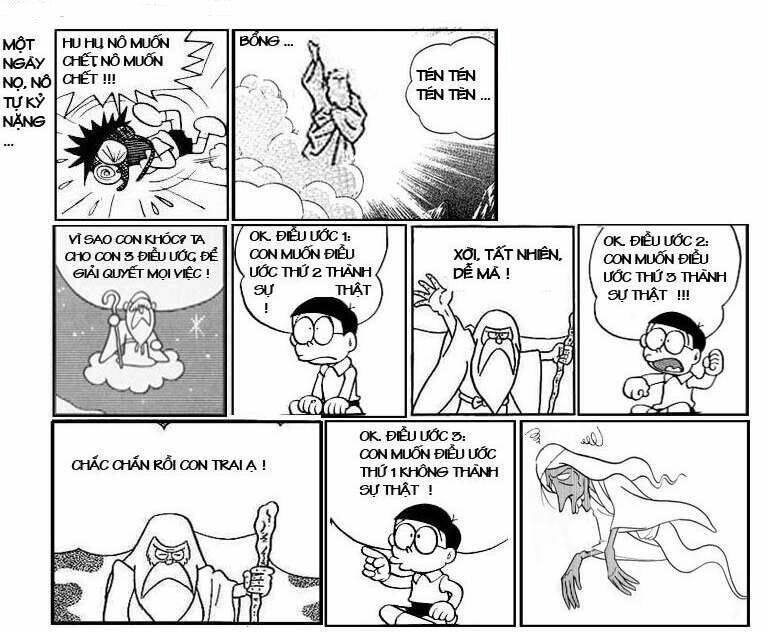 MỘT
NGÀY
NỌ, NÔ
TỰ KỶ
NẶNG
...
HU HU, NÔ MUỐN
CHẾT, NÔ MUỐN
CHẾT !!!
BỔNG ...
TÉN TÉN
TÉN TÈN ...
VÌ SAO CON KHÓC? TA
CHO CON 3 ĐIỀU ƯỚC, ĐỂ
GIẢI QUYẾT MỌI VIỆC !
OK. ĐIỀU ƯỚC 1:
CON MUỐN ĐIỀU
ƯỚC THỨ 2 THÀNH
SỰ THẬT
!
XỜI, TẤT NHIÊN,
DỄ MÀ !
OK. ĐIỀU ƯỚC 2:
CON MUỐN ĐIỀU
ƯỚC THỨ 3 THÀNH
SỰ THẬT !!!
CHẮC CHẮN RỒI CON TRAI Ạ !
OK. ĐIỀU ƯỚC 3:
CON MUỐN ĐIỀU ƯỚC
THỨ 1 KHÔNG THÀNH
SỰ THẬT !